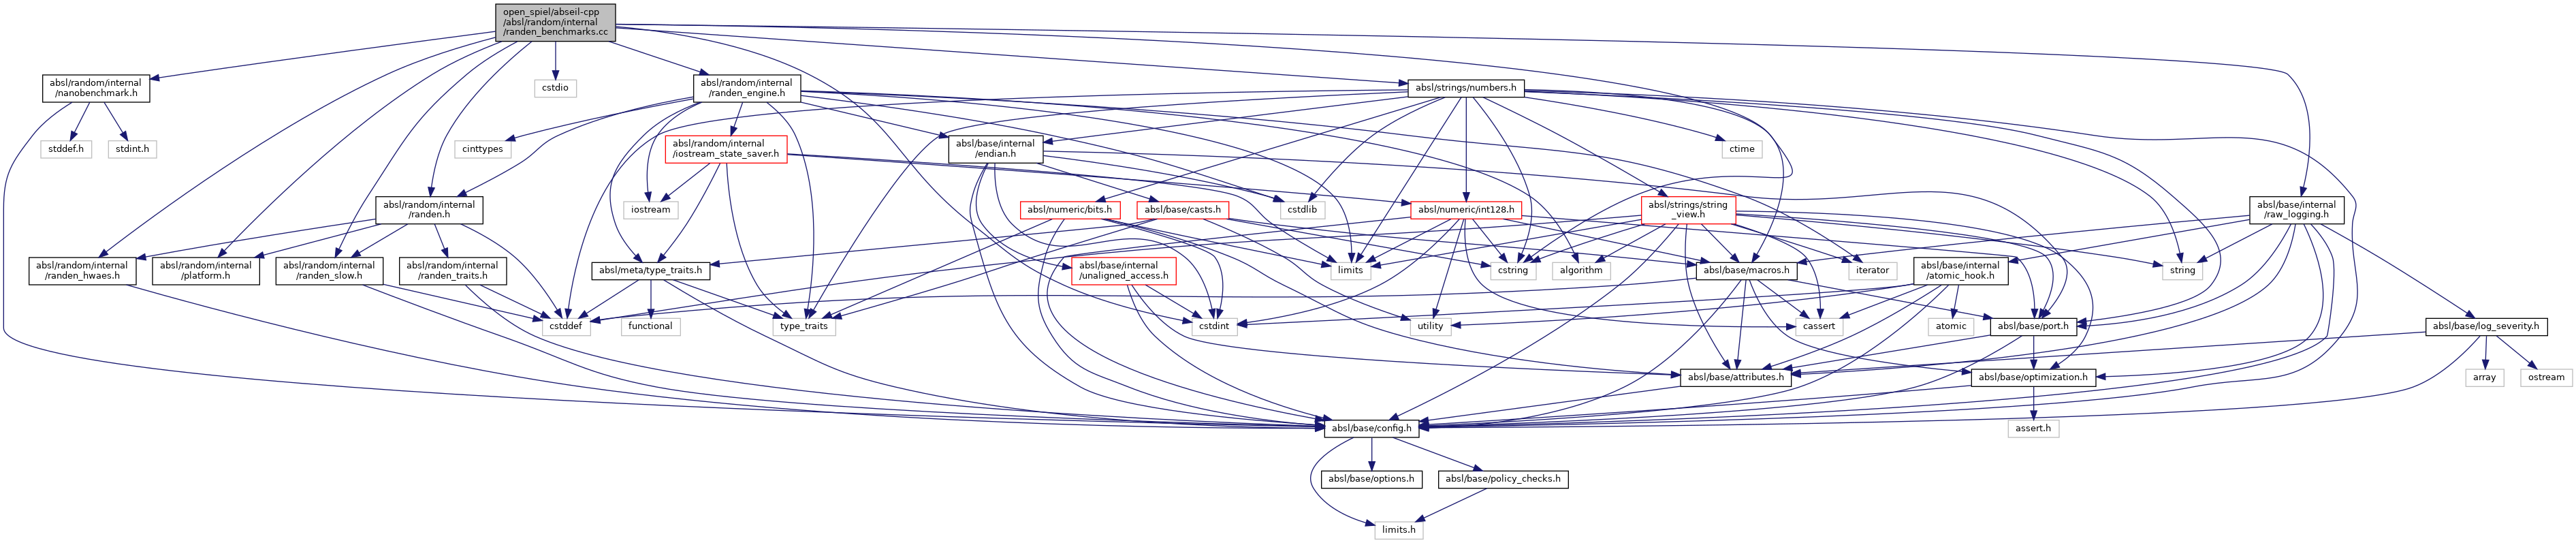 open_spiel/abseil-cpp
/absl/random/internal
/randen_benchmarks.cc
absl/random/internal
/nanobenchmark.h
cstdio
absl/random/internal
/randen_engine.h
absl/strings/numbers.h
stddef.h
stdint.h
cinttypes
absl/random/internal
/iostream_state_saver.h
absl/base/internal
/endian.h
ctime
absl/random/internal
/randen.h
iostream
absl/numeric/bits.h
absl/base/casts.h
cstdlib
absl/numeric/int128.h
absl/strings/string
_view.h
absl/base/internal
/raw_logging.h
absl/random/internal
/randen_hwaes.h
absl/random/internal
/platform.h
absl/random/internal
/randen_slow.h
absl/random/internal
/randen_traits.h
absl/meta/type_traits.h
absl/base/internal
/unaligned_access.h
limits
cstring
algorithm
absl/base/macros.h
iterator
absl/base/internal
/atomic_hook.h
string
cstddef
functional
type_traits
cstdint
utility
cassert
atomic
absl/base/port.h
absl/base/log_severity.h
absl/base/attributes.h
absl/base/optimization.h
array
ostream
absl/base/config.h
assert.h
absl/base/options.h
absl/base/policy_checks.h
limits.h